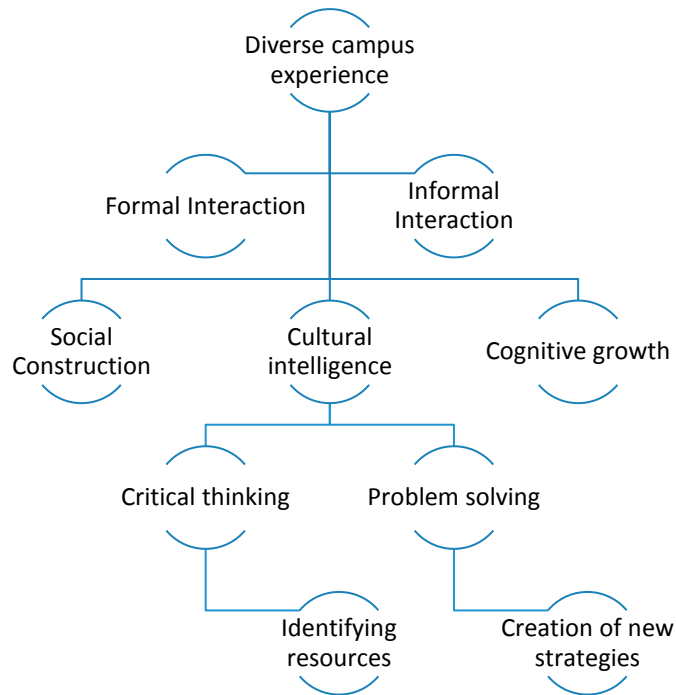 Diverse campus
experience
Formal Interaction
Informal
Interaction
Social
Construction
Cultural
intelligence
Cognitive growth
Critical thinking
Problem solving
Identifying
resources
Creation of new
strategies